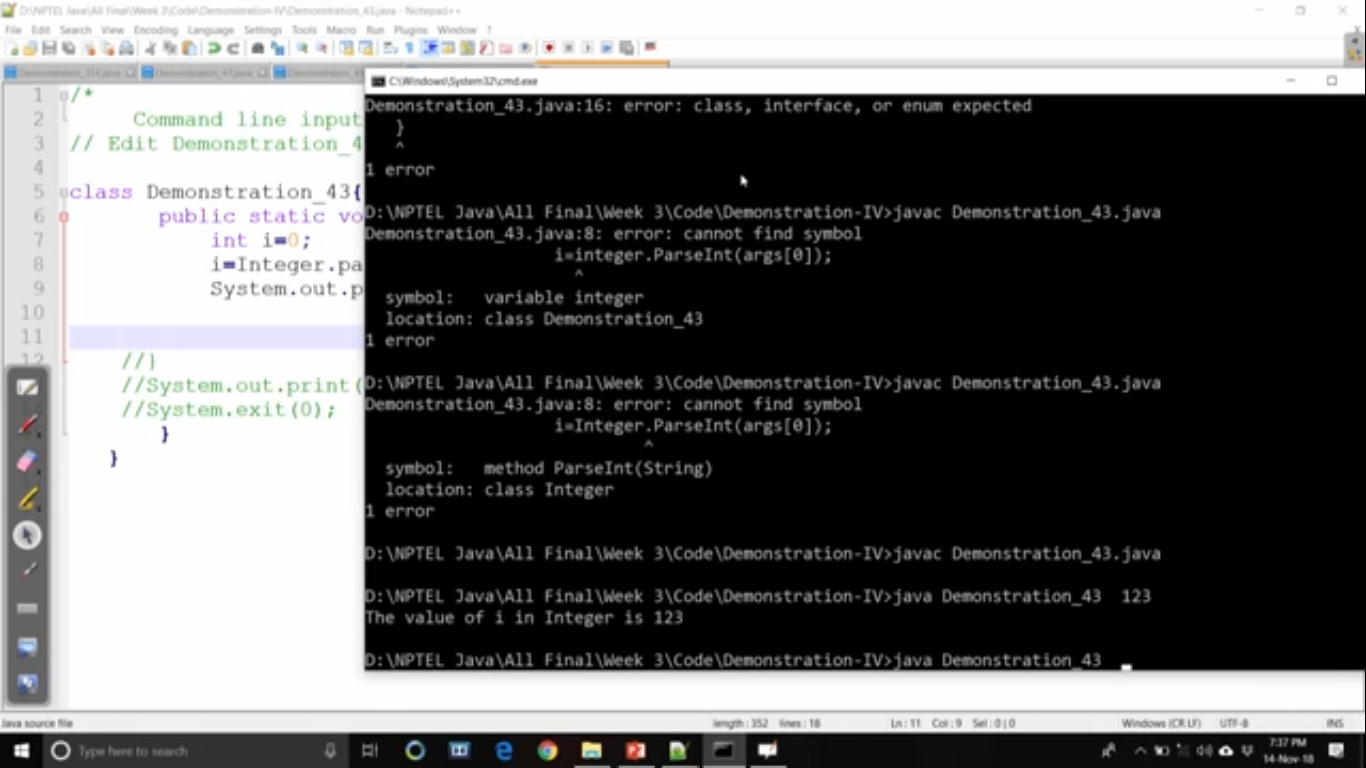 D:\NPTEL Java\All Final\Week 3\Code\Demonstration-IV\Demonstration_43.java - Notepad++
File Edit Search View Encoding Language Settings Tools Macro Run Plugins Window ?
Demonstration_314.java Demonstration_47.java
1 /*
2 Command line input
3 // Edit Demonstration_4
4
5 class Demonstration_43{
6 public static vo
7 int i=0;
8 i=Integer.pa
9 System.out.p
10
11
12 //}
//System.out.print(
//System.exit(0);
}
}
C:\Windows\System32\cmd.exe
Demonstration_43.java:16: error: class, interface, or enum expected
}
^
1 error
D:\NPTEL Java\All Final\Week 3\Code\Demonstration-IV>javac Demonstration_43.java
Demonstration_43.java:8: error: cannot find symbol
i=integer.ParseInt(args[0]);
^
symbol: variable integer
location: class Demonstration_43
1 error
D:\NPTEL Java\All Final\Week 3\Code\Demonstration-IV>javac Demonstration_43.java
Demonstration_43.java:8: error: cannot find symbol
i=Integer.ParseInt(args[0]);
^
symbol: method ParseInt(String)
location: class Integer
1 error
D:\NPTEL Java\All Final\Week 3\Code\Demonstration-IV>javac Demonstration_43.java
D:\NPTEL Java\All Final\Week 3\Code\Demonstration-IV>java Demonstration_43 123
The value of i in Integer is 123
D:\NPTEL Java\All Final\Week 3\Code\Demonstration-IV>java Demonstration_43 _
Java source file length : 352 lines : 18 Ln : 11 Col : 9 Sel : 0 | 0 Windows (CR LF) UTF-8 INS
Type here to search
7:37 PM
14-Nov-18